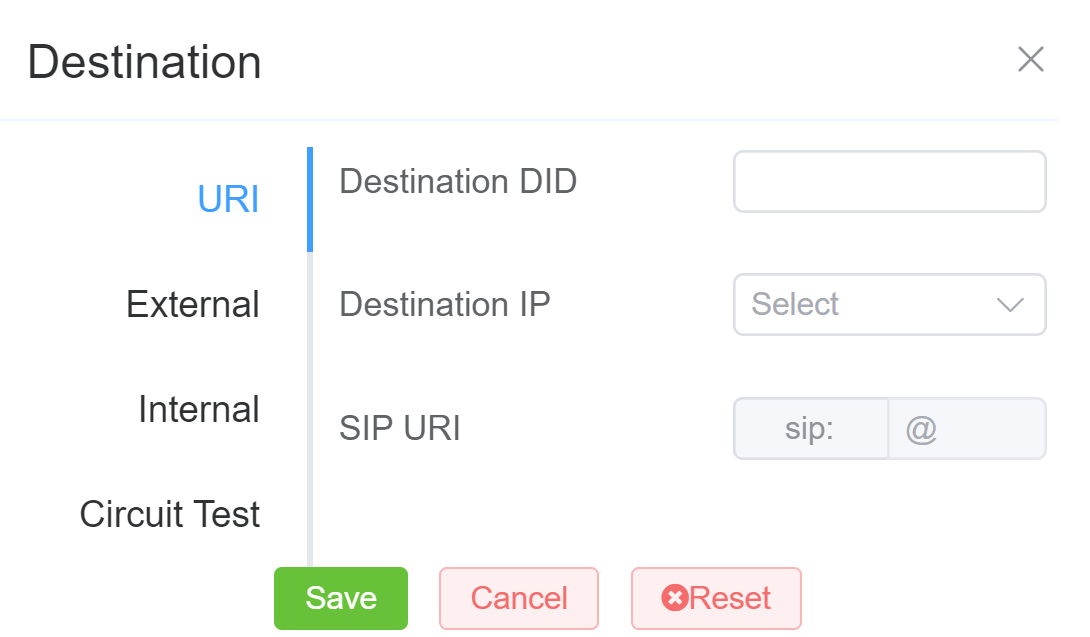 Destination
URI
External
Internal
Circuit Test
Destination DID
Destination IP
Select
SIP URI
sip:
@
Save
Cancel
Reset